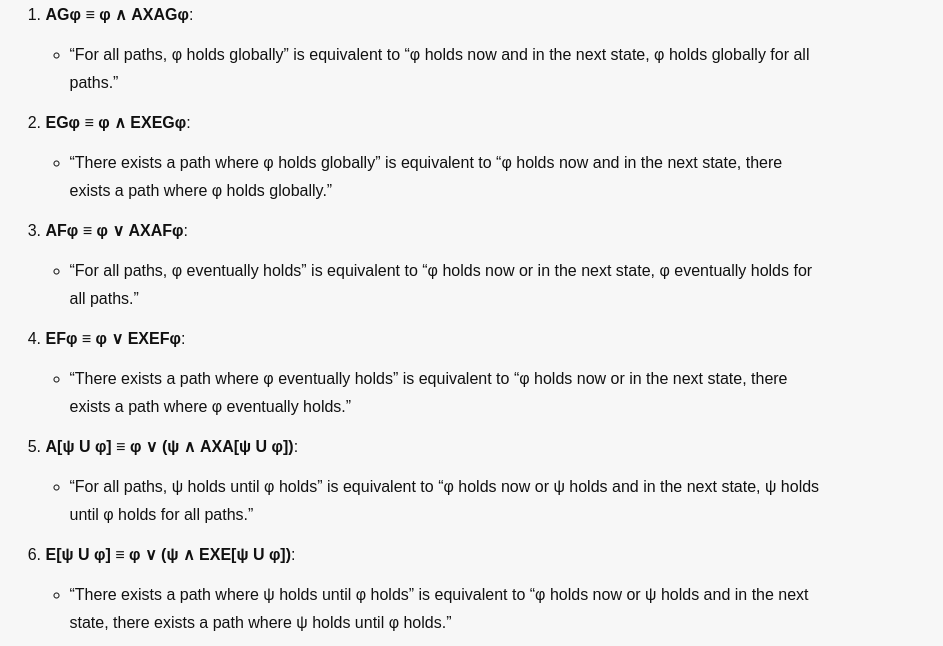 1. AGφ ≡ φ ∧ AXAGφ:
◦ “For all paths, φ holds globally” is equivalent to “φ holds now and in the next state, φ holds globally for all
paths.”
2. EGφ ≡ φ ∧ EXEGφ:
◦ “There exists a path where φ holds globally” is equivalent to “φ holds now and in the next state, there
exists a path where φ holds globally.”
3. AFφ ≡ φ ∨ AXAFφ:
◦ “For all paths, φ eventually holds” is equivalent to “φ holds now or in the next state, φ eventually holds for
all paths.”
4. EFφ ≡ φ ∨ EXEFφ:
◦ “There exists a path where φ eventually holds” is equivalent to “φ holds now or in the next state, there
exists a path where φ eventually holds.”
5. A[ψ U φ] ≡ φ ∨ (ψ ∧ AXA[ψ U φ]):
◦ “For all paths, ψ holds until φ holds” is equivalent to “φ holds now or ψ holds and in the next state, ψ holds
until φ holds for all paths.”
6. E[ψ U φ] ≡ φ ∨ (ψ ∧ EXE[ψ U φ]):
◦ “There exists a path where ψ holds until φ holds” is equivalent to “φ holds now or ψ holds and in the next
state, there exists a path where ψ holds until φ holds.”